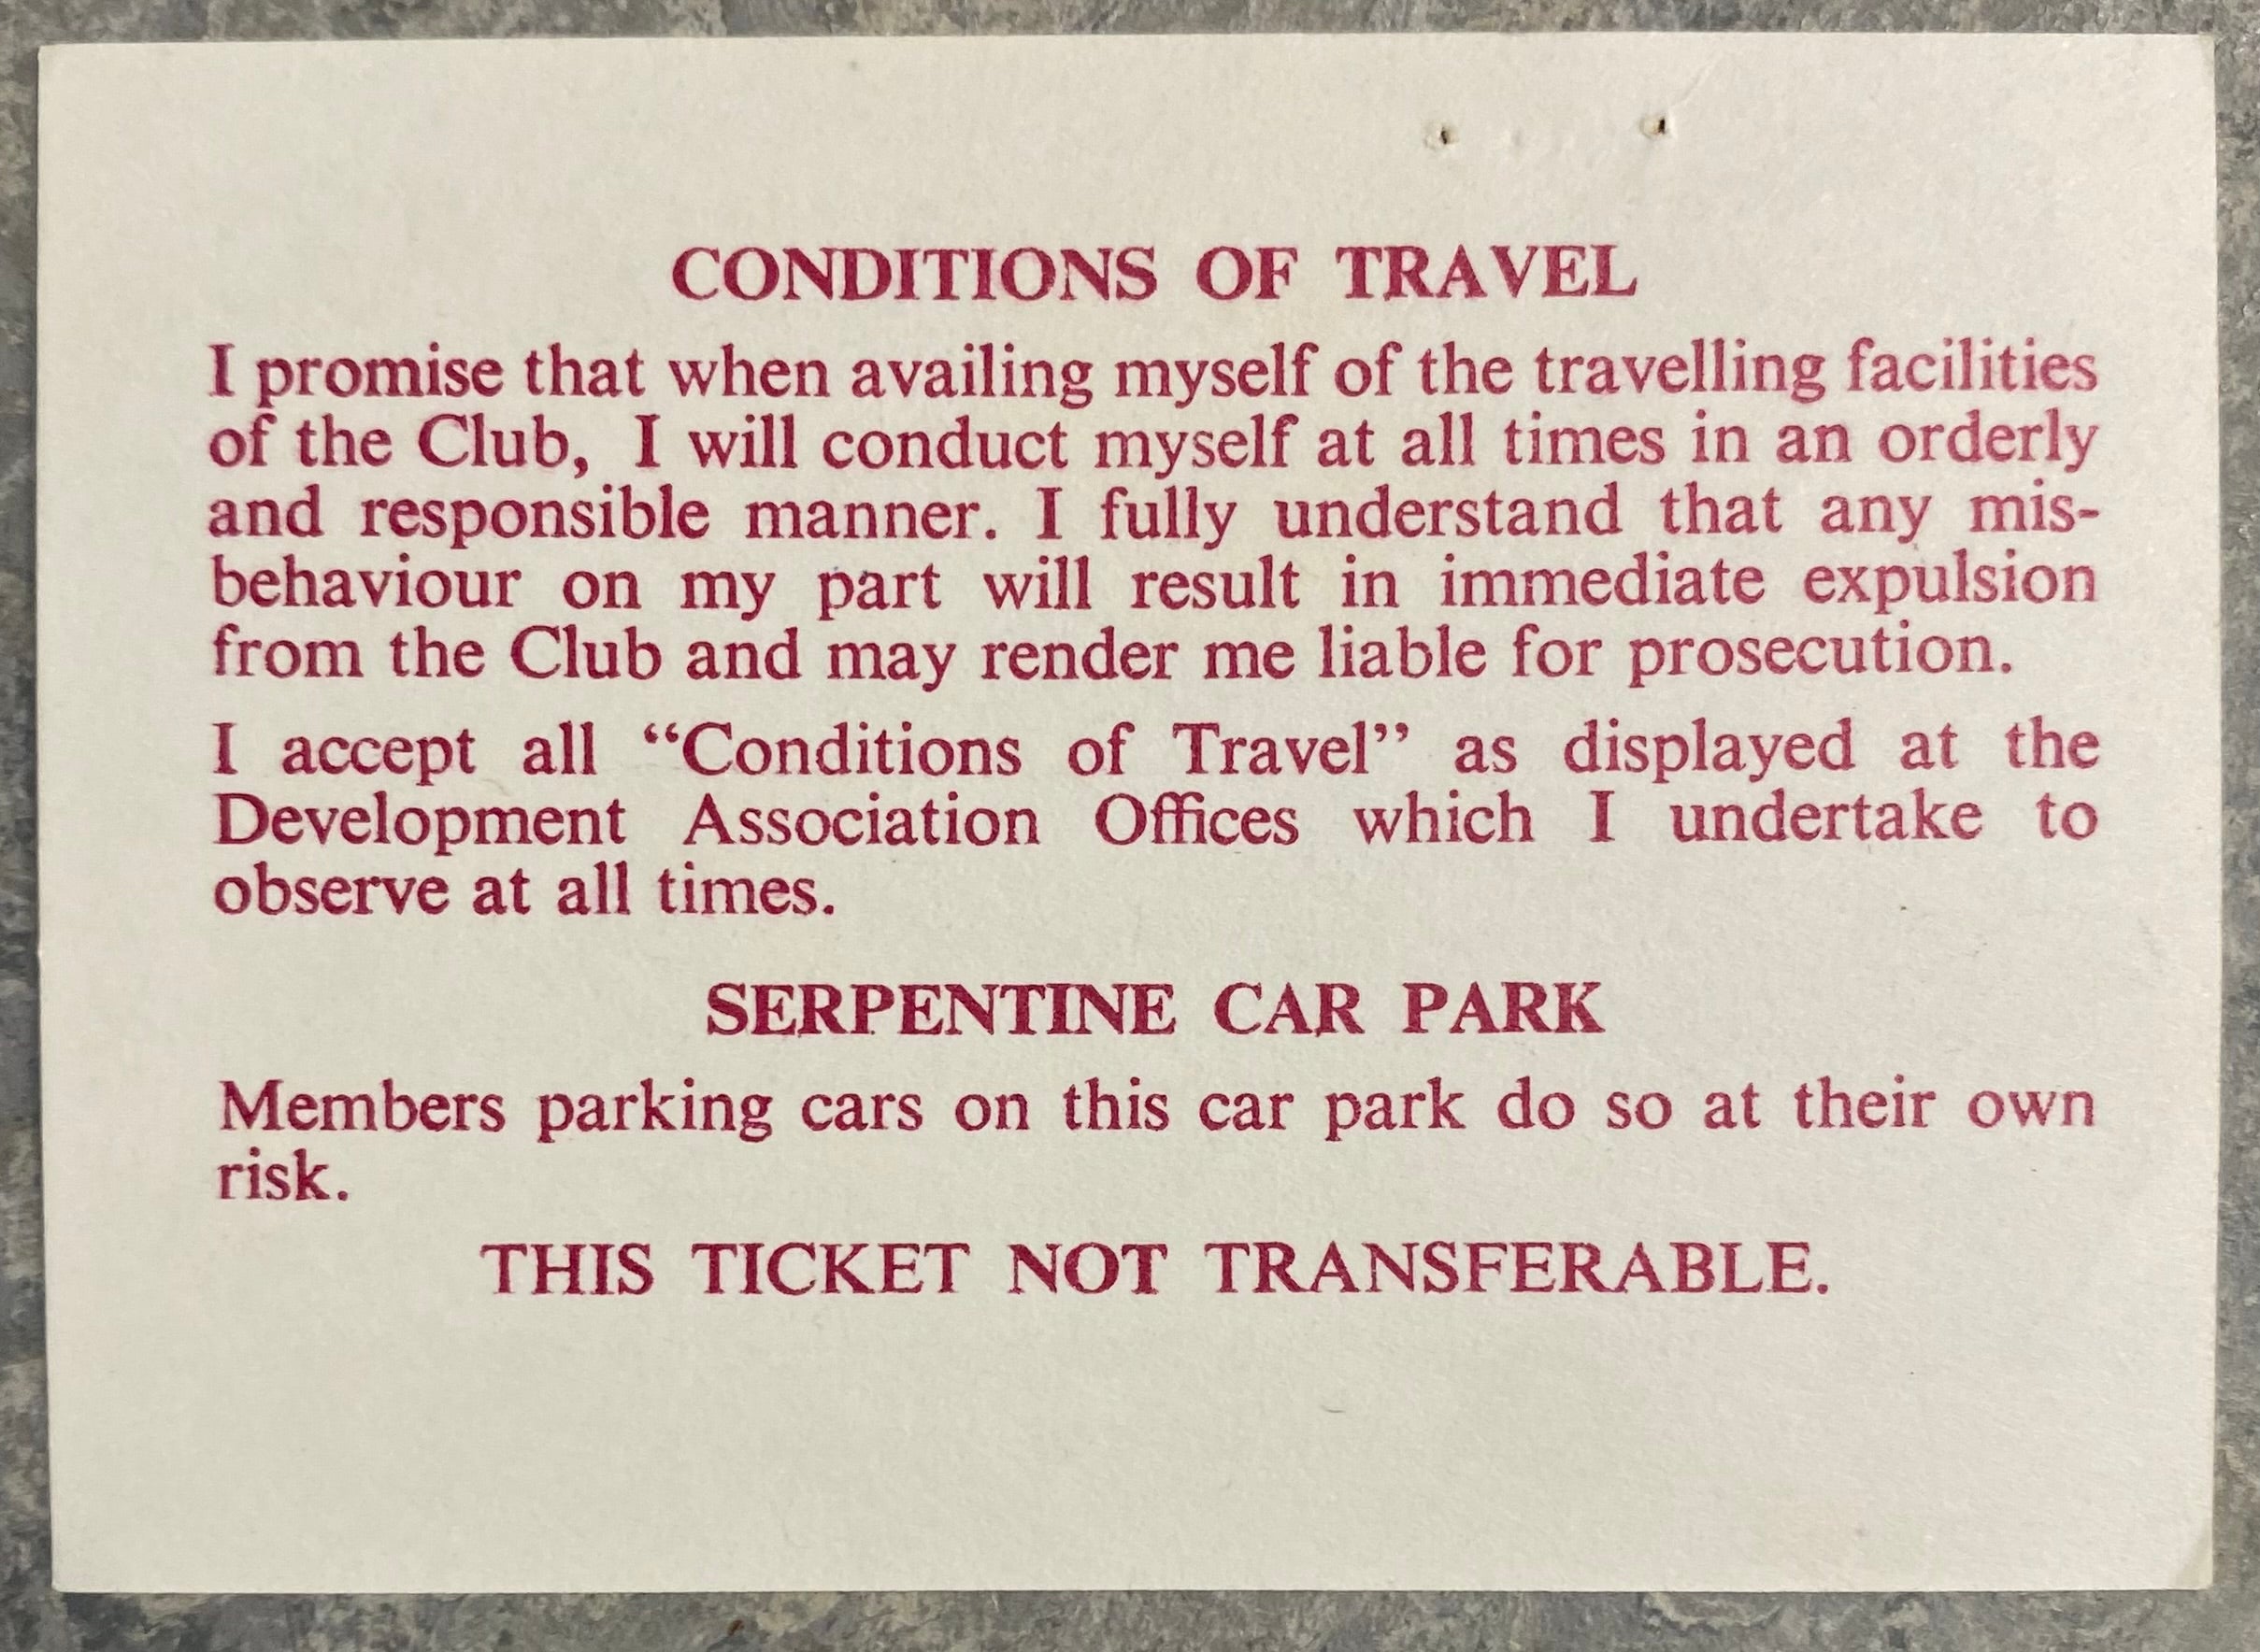 CONDITIONS OF TRAVEL
I promise that when availing myself of the travelling facilities
of the Club, I will conduct myself at all times in an orderly
and responsible manner. I fully understand that any mis-
behaviour on my part will result in immediate expulsion
from the Club and may render me liable for prosecution.
I accept all “Conditions of Travel” as displayed at the
Development Association Offices which I undertake to
observe at all times.
SERPENTINE CAR PARK
Members parking cars on this car park do so at their own
risk.
THIS TICKET NOT TRANSFERABLE.